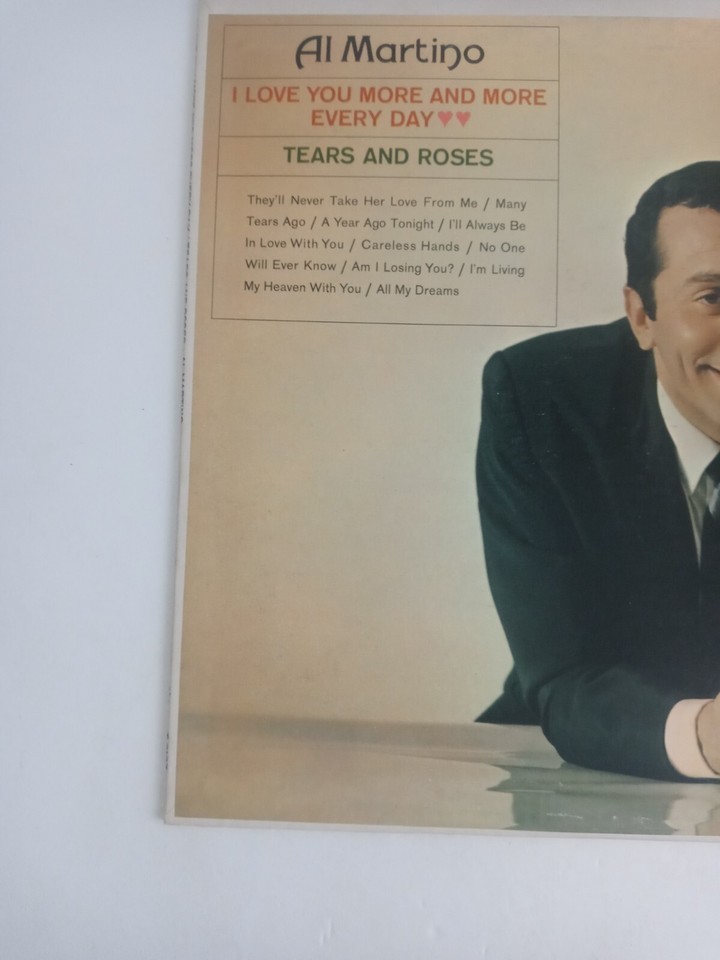 Al Martino
I LOVE YOU MORE AND MORE
EVERY DAY♥♥
TEARS AND ROSES
They'll Never Take Her Love From Me / Many
Tears Ago / A Year Ago Tonight / I'll Always Be
In Love With You / Careless Hands / No One
Will Ever Know / Am I Losing You? / I'm Living
My Heaven With You / All My Dreams